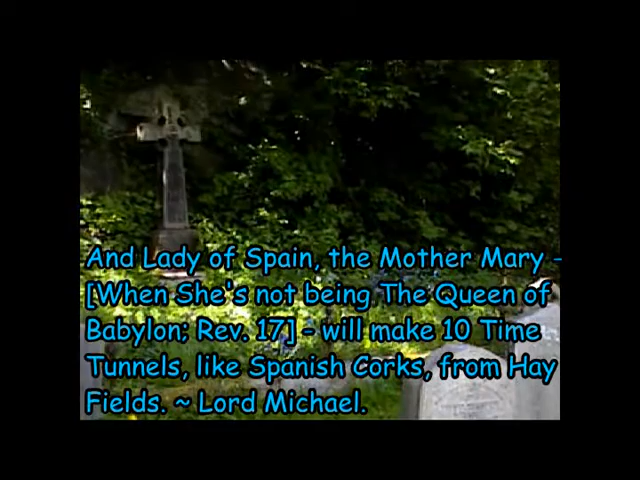 And Lady of Spain, the Mother Mary -
[When She's not being The Queen of
Babylon; Rev. 17] - will make 10 Time
Tunnels, like Spanish Corks, from Hay
Fields. ~ Lord Michael.